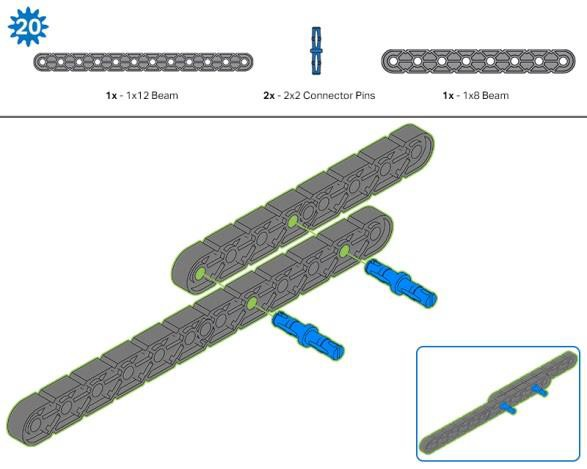 20
1x - 1x12 Beam
2x - 2x2 Connector Pins
1x - 1x8 Beam